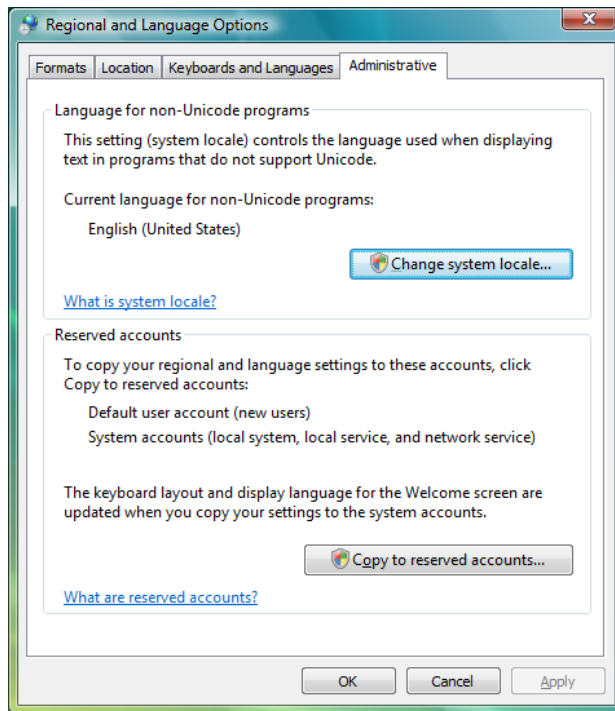 Regional and Language Options
Formats Location Keyboards and Languages Administrative
Language for non-Unicode programs
This setting (system locale) controls the language used when displaying
text in programs that do not support Unicode.
Current language for non-Unicode programs:
English (United States)
Change system locale...
What is system locale?
Reserved accounts
To copy your regional and language settings to these accounts, click
Copy to reserved accounts:
Default user account (new users)
System accounts (local system, local service, and network service)
The keyboard layout and display language for the Welcome screen are
updated when you copy your settings to the system accounts.
Copy to reserved accounts...
What are reserved accounts?
OK Cancel Apply